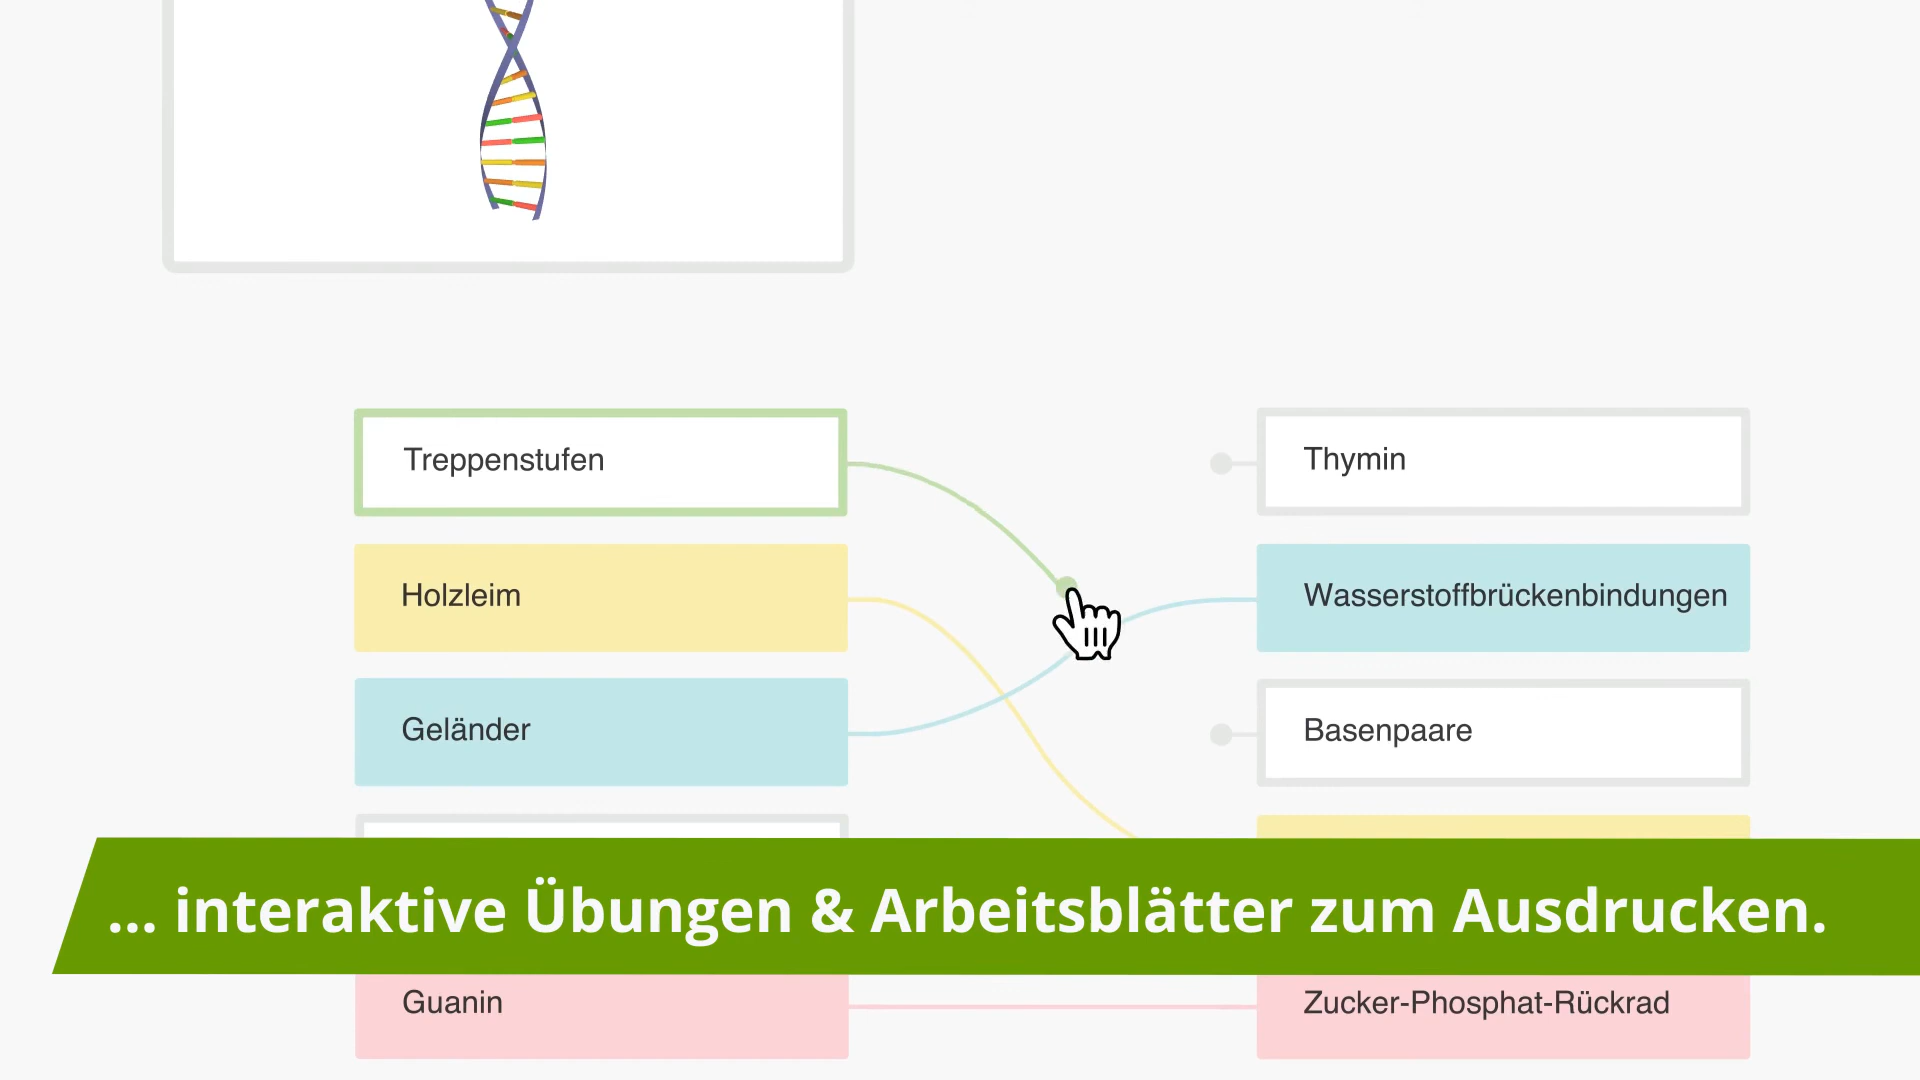 Treppenstufen
Thymin
Holzleim
Wasserstoffbrückenbindungen
Geländer
Basenpaare
... interaktive Übungen & Arbeitsblätter zum Ausdrucken.
Guanin
Zucker-Phosphat-Rückrad